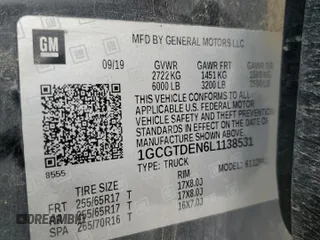 GM
MFD BY GENERAL MOTORS LLC
09/19 GVWR GAWR FRT GAWR
2722 KG 1451 KG
6000 LB 3200 LB
THIS VEHICLE CONFORMS TO ALL APPLICABLE
U.S. FEDERAL MOTOR VEHICLE SAFETY
THEFT PREVENTION STANDARDS IN EFFECT ON
THE DATE OF MANUFACTURE SHOWN ABOVE.
1GCGTDEN6L1138531
8555 TYPE: TRUCK MODEL:
TIRE SIZE RIM
FRT 255/65R17 T 17X8.0J
255/65R17 T 17X8.0J
SPA 265/70R16 T 16X7.0J